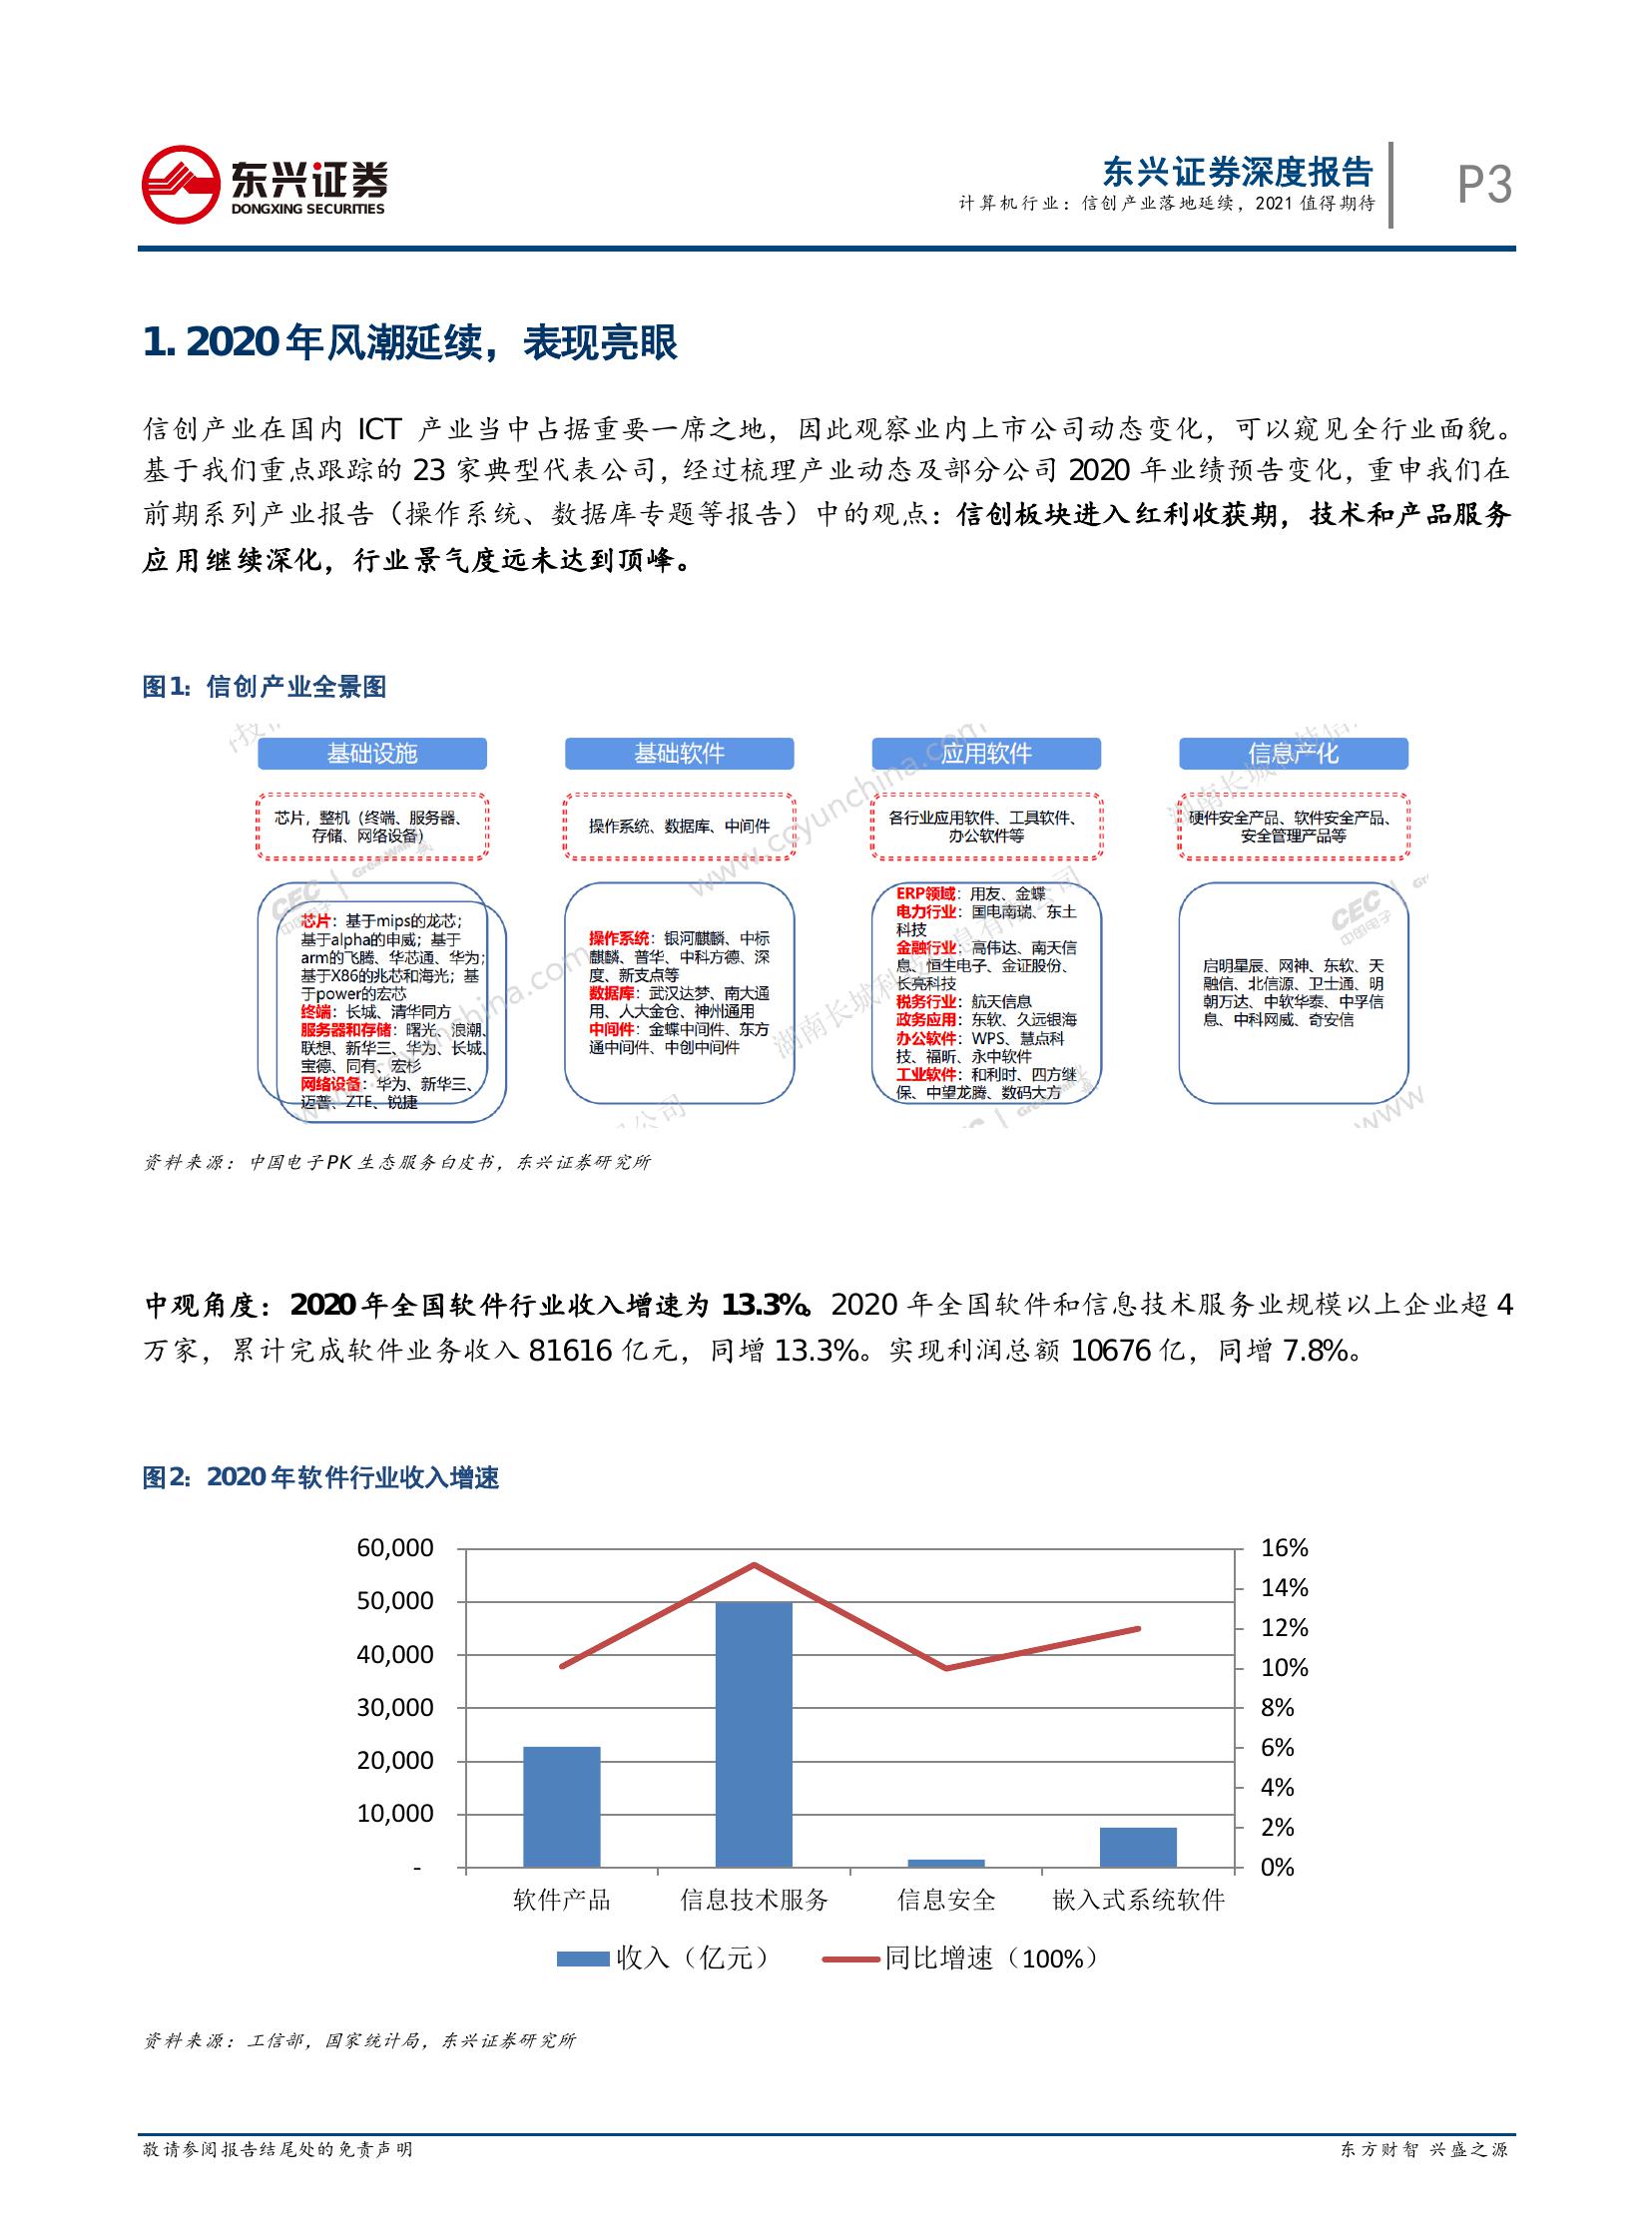 东兴证券
DONGXING SECURITIES
东兴证券深度报告
计算机行业：信创产业落地延续，2021 值得期待
P3
1. 2020 年风潮延续，表现亮眼
信创产业在国内 ICT 产业当中占据重要一席之地，因此观察业内上市公司动态变化，可以窥见全行业面貌。
基于我们重点跟踪的 23 家典型代表公司，经过梳理产业动态及部分公司 2020 年业绩预告变化，重申我们在
前期系列产业报告（操作系统、数据库专题等报告）中的观点：信创板块进入红利收获期，技术和产品服务
应用继续深化，行业景气度远未达到顶峰。
图1：信创产业全景图
基础设施
芯片，整机（终端、服务器、
存储、网络设备）
芯片：基于mips的龙芯；
基于alpha的申威；基于
arm的飞腾、华芯通、华为；
基于X86的兆芯和海光；基
于power的宏芯
终端：长城、清华同方
服务器和存储：曙光、浪潮、
联想、新华三、华为、长城、
宝德、同有、宏杉
网络设备：华为、新华三、
迈普、ZTE、锐捷
基础软件
操作系统、数据库、中间件
操作系统：银河麒麟、中标
麒麟、普华、中科方德、深
度、新支点等
数据库：武汉达梦、南大通
用、人大金仓、神州通用
中间件：金蝶中间件、东方
通中间件、中创中间件
应用软件
各行业应用软件、工具软件、
办公软件等
ERP领域：用友、金蝶
电力行业：国电南瑞、东土
科技
金融行业：高伟达、南天信
息、恒生电子、金证股份、
长亮科技
税务行业：航天信息
政务应用：东软、久远银海
办公软件：WPS、慧点科
技、福昕、永中软件
工业软件：和利时、四方继
保、中望龙腾、数码大方
信息产化
硬件安全产品、软件安全产品、
安全管理产品等
启明星辰、网神、东软、天
融信、北信源、卫士通、明
朝万达、中软华泰、中孚信
息、中科网威、奇安信
www.ccyunchina.com
CEC
中国电子
资料来源：中国电子PK 生态服务白皮书，东兴证券研究所
中观角度：2020 年全国软件行业收入增速为 13.3%。2020 年全国软件和信息技术服务业规模以上企业超 4
万家，累计完成软件业务收入 81616 亿元，同增 13.3%。实现利润总额 10676 亿，同增 7.8%。
图2：2020 年软件行业收入增速
60,000
50,000
40,000
30,000
20,000
10,000
-
16%
14%
12%
10%
8%
6%
4%
2%
0%
软件产品 信息技术服务 信息安全 嵌入式系统软件
收入（亿元） 同比增速（100%）
资料来源：工信部，国家统计局，东兴证券研究所
敬请参阅报告结尾处的免责声明
东方财智 兴盛之源